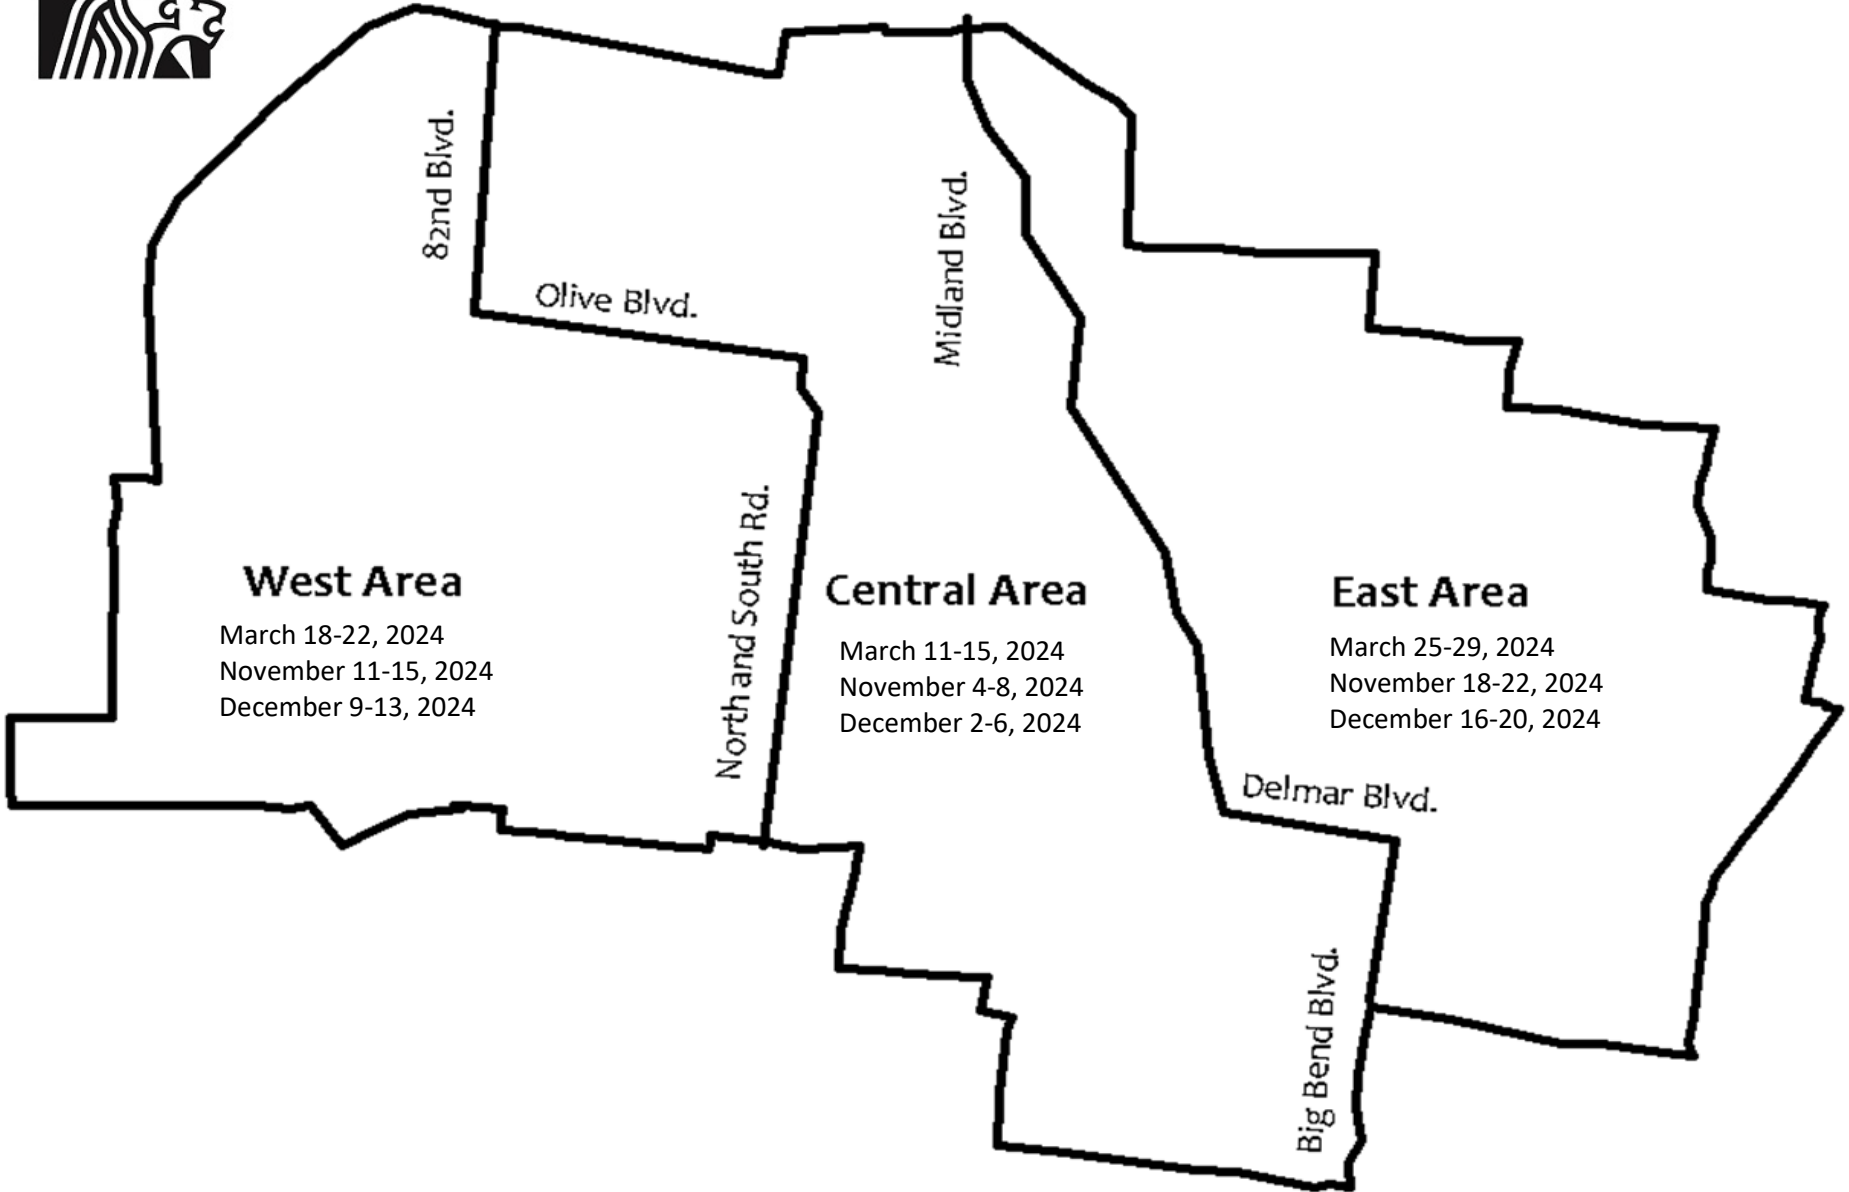 82nd Blvd.
Olive Blvd.
Midland Blvd.
North and South Rd.
West Area
March 18-22, 2024
November 11-15, 2024
December 9-13, 2024
Central Area
March 11-15, 2024
November 4-8, 2024
December 2-6, 2024
East Area
March 25-29, 2024
November 18-22, 2024
December 16-20, 2024
Delmar Blvd.
Big Bend Blvd.